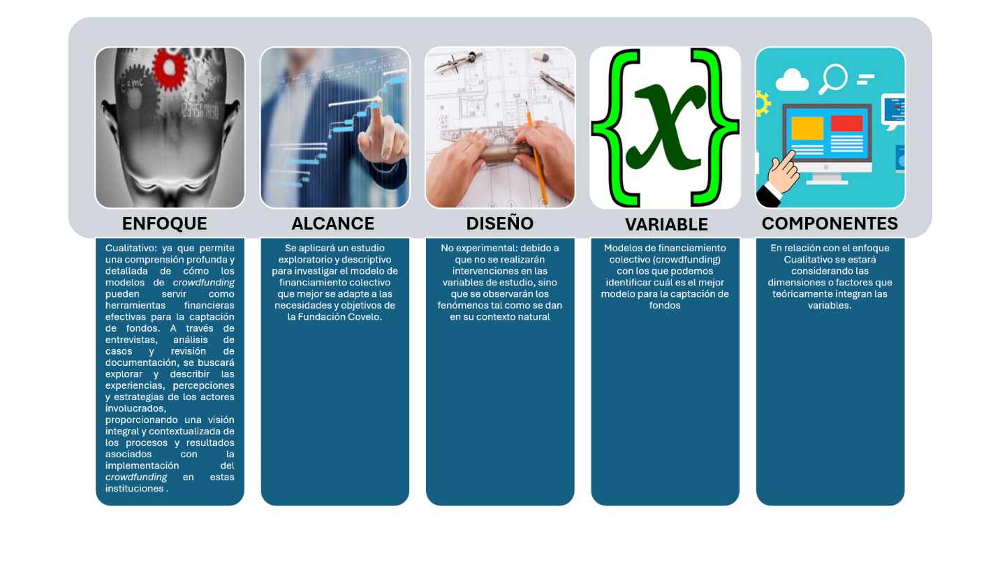 ENFOQUE
Cualitativo: ya que permite
una comprensión profunda y
detallada de cómo los
modelos de crowdfunding
pueden servir como
herramientas financieras
efectivas para la captación
de fondos. A través de
entrevistas, análisis de
casos y revisión de
documentación, se buscará
explorar y describir las
experiencias, percepciones
y estrategias de los actores
involucrados,
proporcionando una visión
integral y contextualizada de
los procesos y resultados
asociados con la
implementación del
crowdfunding en estas
instituciones .
ALCANCE
Se aplicará un estudio
exploratorio y descriptivo
para investigar el modelo de
financiamiento colectivo
que mejor se adapte a las
necesidades y objetivos de
la Fundación Covelo.
DISEÑO
No experimental: debido a
que no se realizarán
intervenciones en las
variables de estudio, sino
que se observarán los
fenómenos tal como se dan
en su contexto natural
x
VARIABLE
Modelos de financiamiento
colectivo (crowdfunding)
con los que podemos
identificar cuál es el mejor
modelo para la captación de
fondos
COMPONENTES
En relación con el enfoque
Cualitativo se estará
considerando las
dimensiones o factores que
teóricamente integran las
variables.